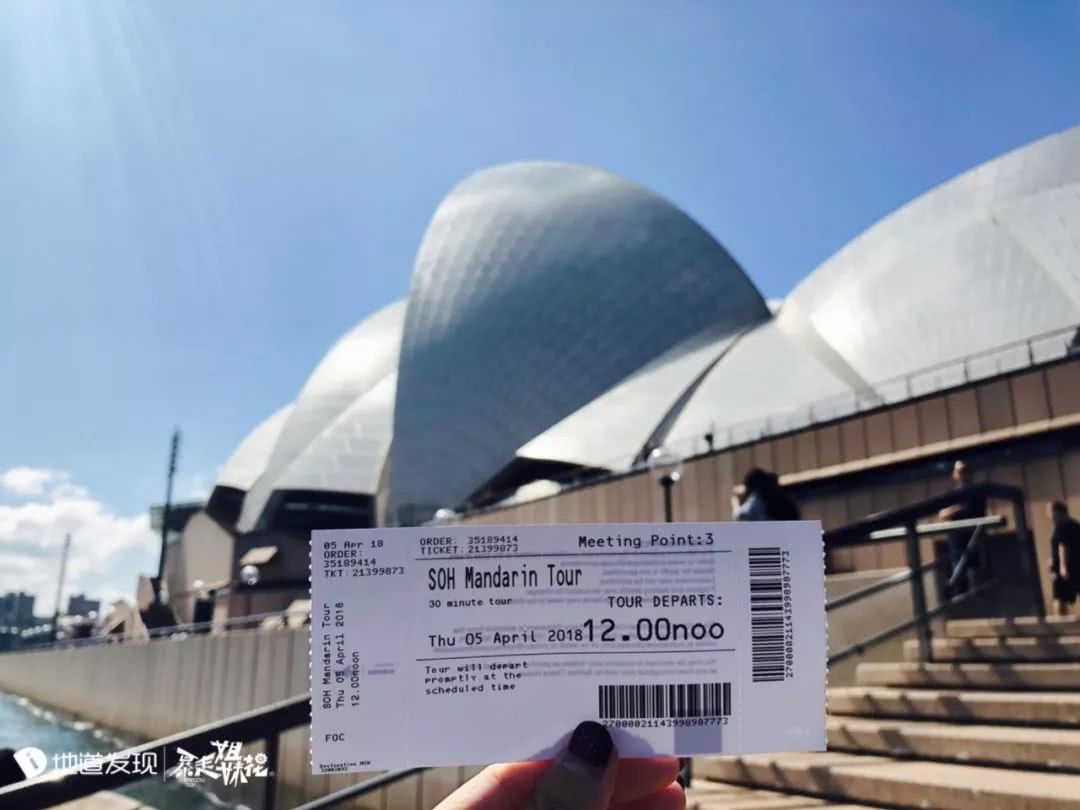 05 Apr 18
ORDER:
35189414
TKT: 21399873
SOH Mandarin Tour
Thu 05 April 2018
12.00noon
FOC
ORDER: 35189414
TICKET: 21399873
Meeting Point:3
SOH Mandarin Tour
30 minute tour
TOUR DEPARTS:
Thu 05 April 2018 12.00noo
Tour will depart
promptly at the
scheduled time
2700002114399898 7773
地道发现